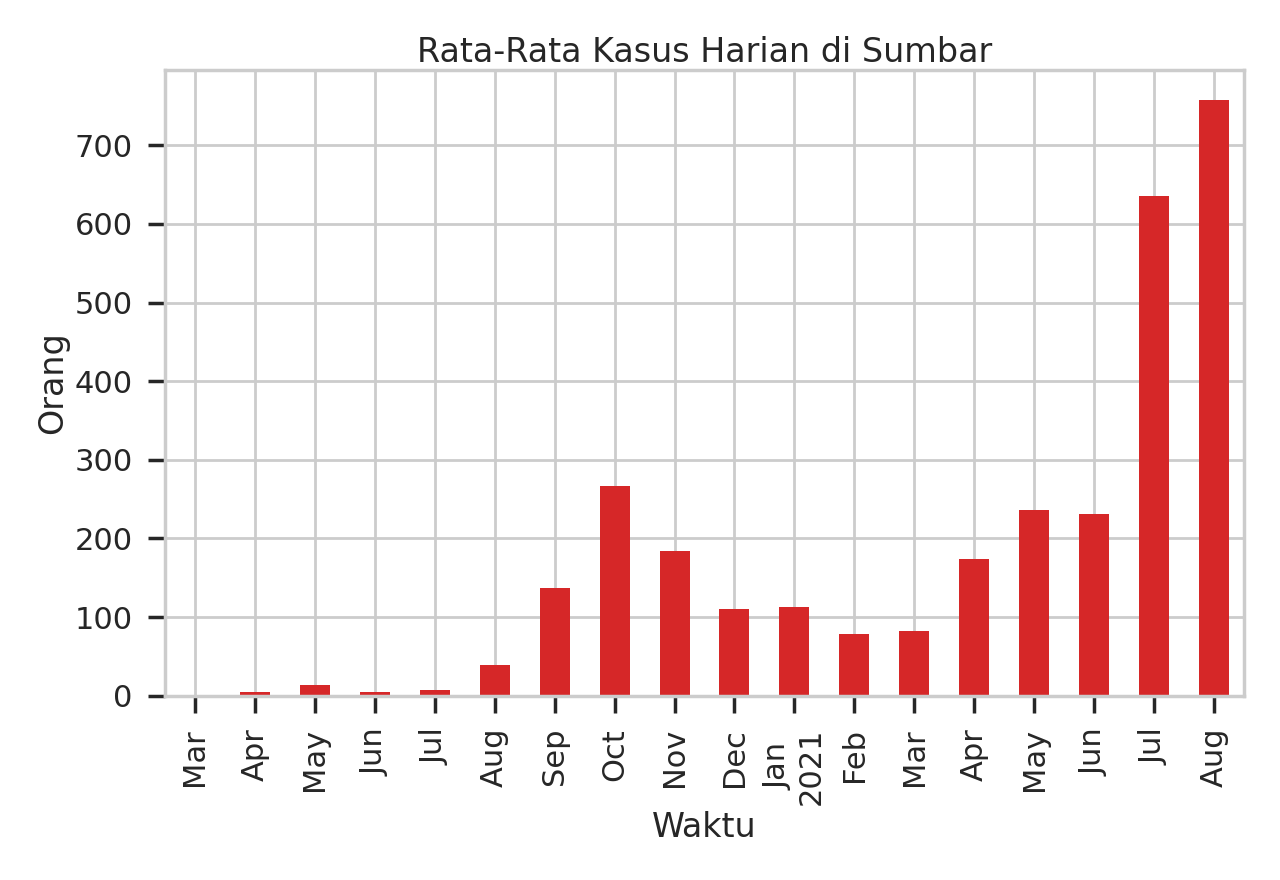 Rata-Rata Kasus Harian di Sumbar
Orang
700
600
500
400
300
200
100
0
Mar
Apr
May
Jun
Jul
Aug
Sep
Oct
Nov
Dec
Jan
2021
Feb
Mar
Apr
May
Jun
Jul
Aug
Waktu